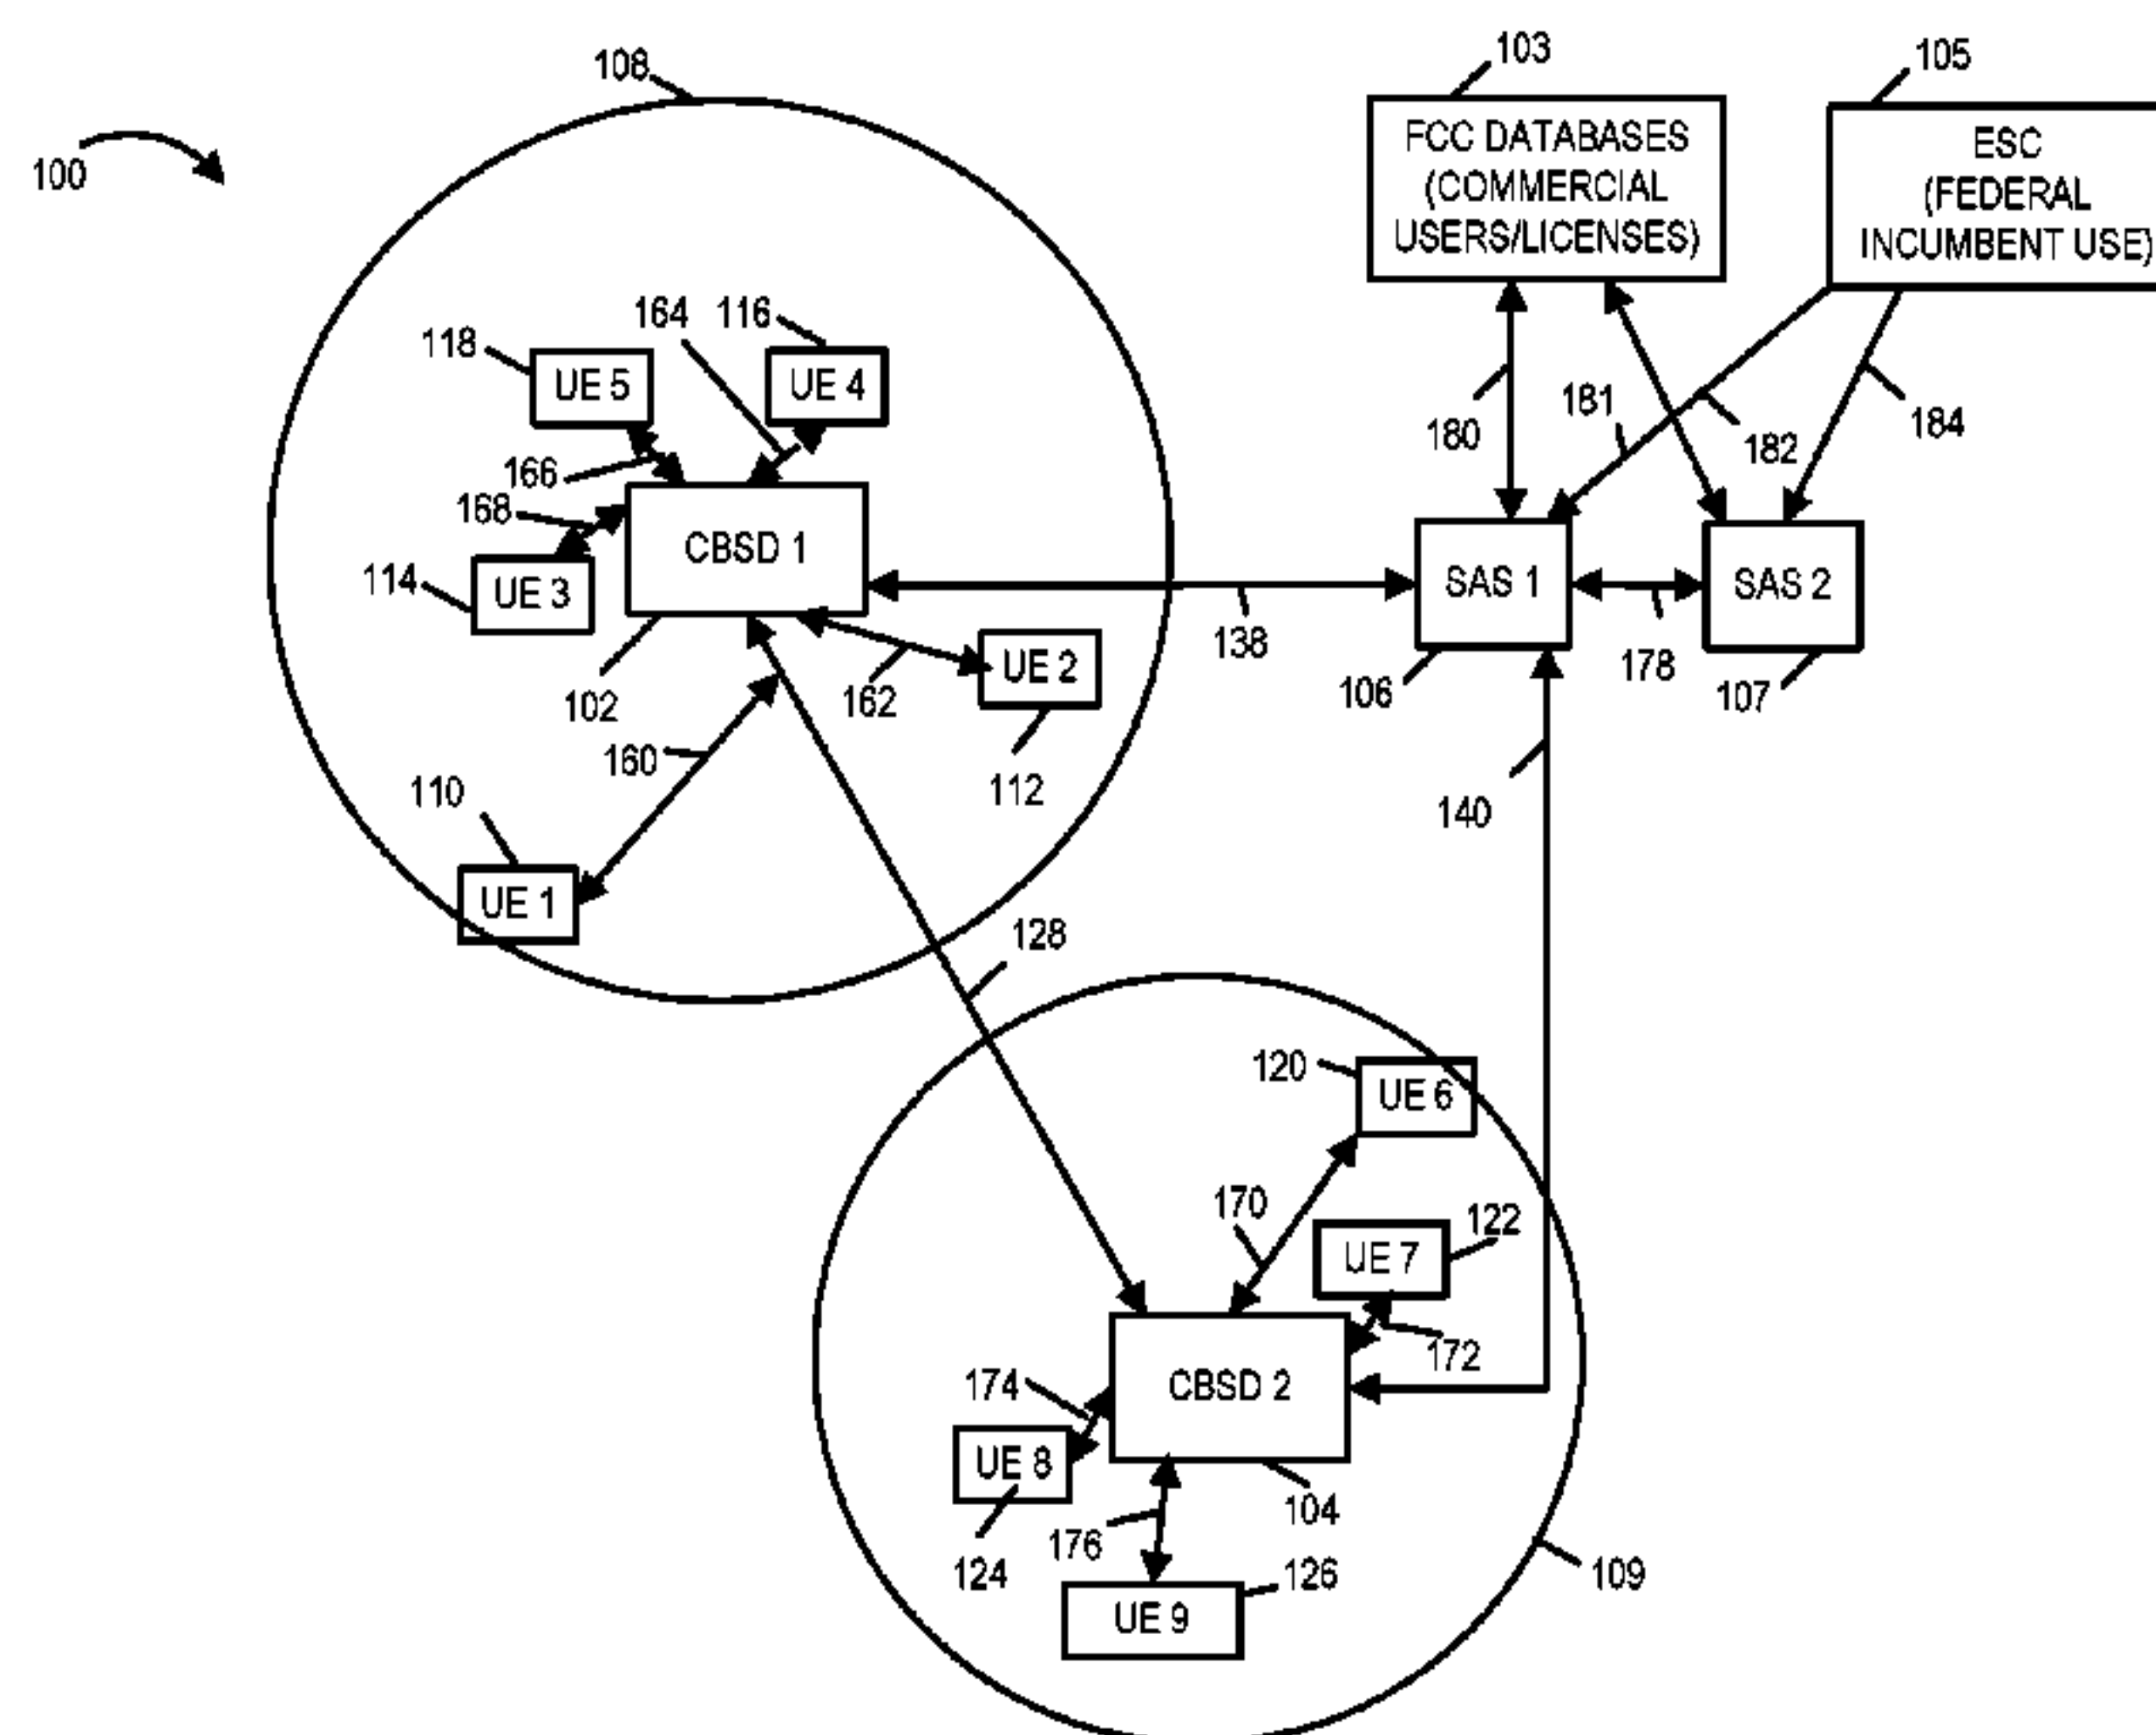 103
105
108
100
FCC DATABASES
(COMMERCIAL
USERS/LICENSES)
ESC
(FEDERAL
INCUMBENT USE)
164
116
118
UE 5
UE 4
180
181
182
184
166
168
CBSD 1
114
UE 3
SAS 1
SAS 2
138
UE 2
102
162
106
178
107
160
112
110
140
UE 1
128
120
UE 6
170
122
UE 7
172
174
CBSD 2
UE 8
104
176
124
126
109
UE 9